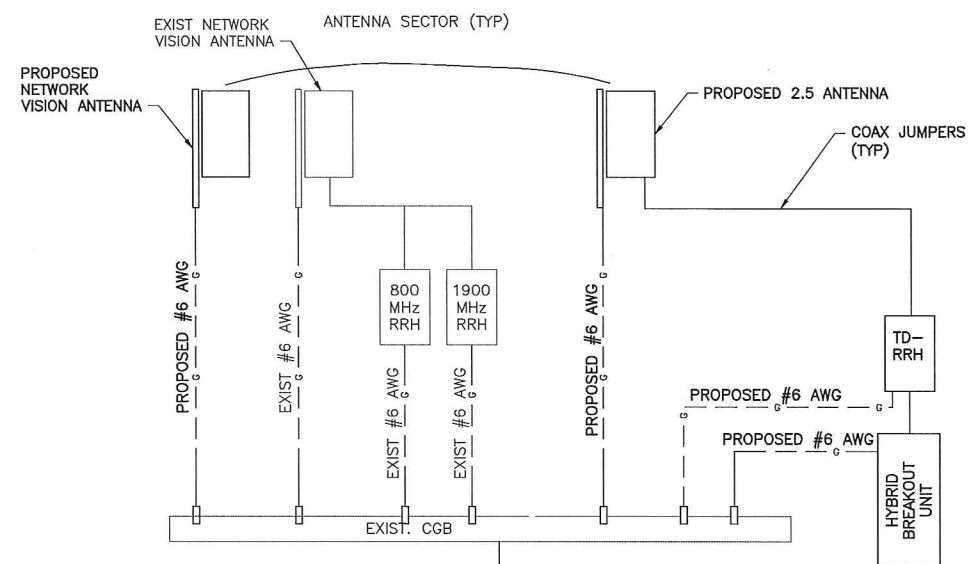 EXIST NETWORK
VISION ANTENNA
ANTENNA SECTOR (TYP)
PROPOSED
NETWORK
VISION ANTENNA
PROPOSED 2.5 ANTENNA
COAX JUMPERS
(TYP)
G
G
G
G
G
G
PROPOSED #6 AWG
EXIST #6 AWG
800
MHz
RRH
1900
MHz
RRH
PROPOSED #6 AWG
TD-
RRH
G
G
EXIST #6 AWG
EXIST #6 AWG
PROPOSED #6 AWG
G
G
G
PROPOSED #6 AWG
G
HYBRID
BREAKOUT
UNIT
EXIST. CGB